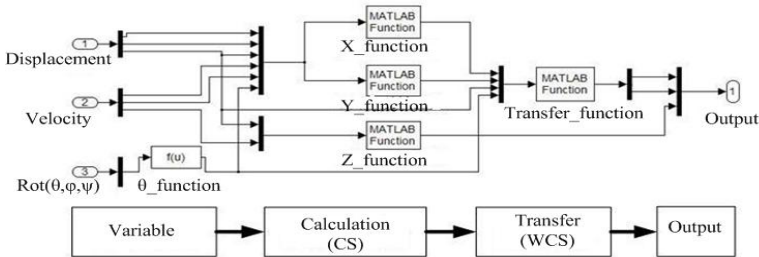 MATLAB
Function
X_function
1
Displacement
MATLAB
Function
Y_function
MATLAB
Function
Transfer_function
1
Output
2
Velocity
MATLAB
Function
Z_function
3
Rot(θ,φ,ψ)
f(u)
θ_function
Variable
Calculation
(CS)
Transfer
(WCS)
Output